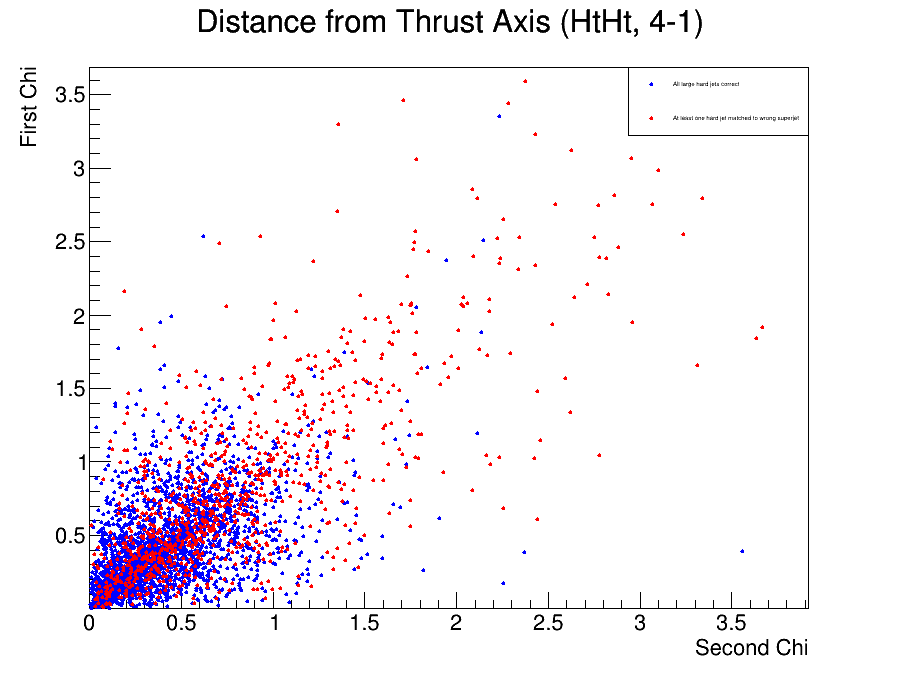 Distance from Thrust Axis (HtHt, 4-1)
First Chi
All large hard jets correct
At least one hard jet matched to wrong superjet
3.5
3
2.5
2
1.5
1
0.5
0 0.5 1 1.5 2 2.5 3 3.5
Second Chi